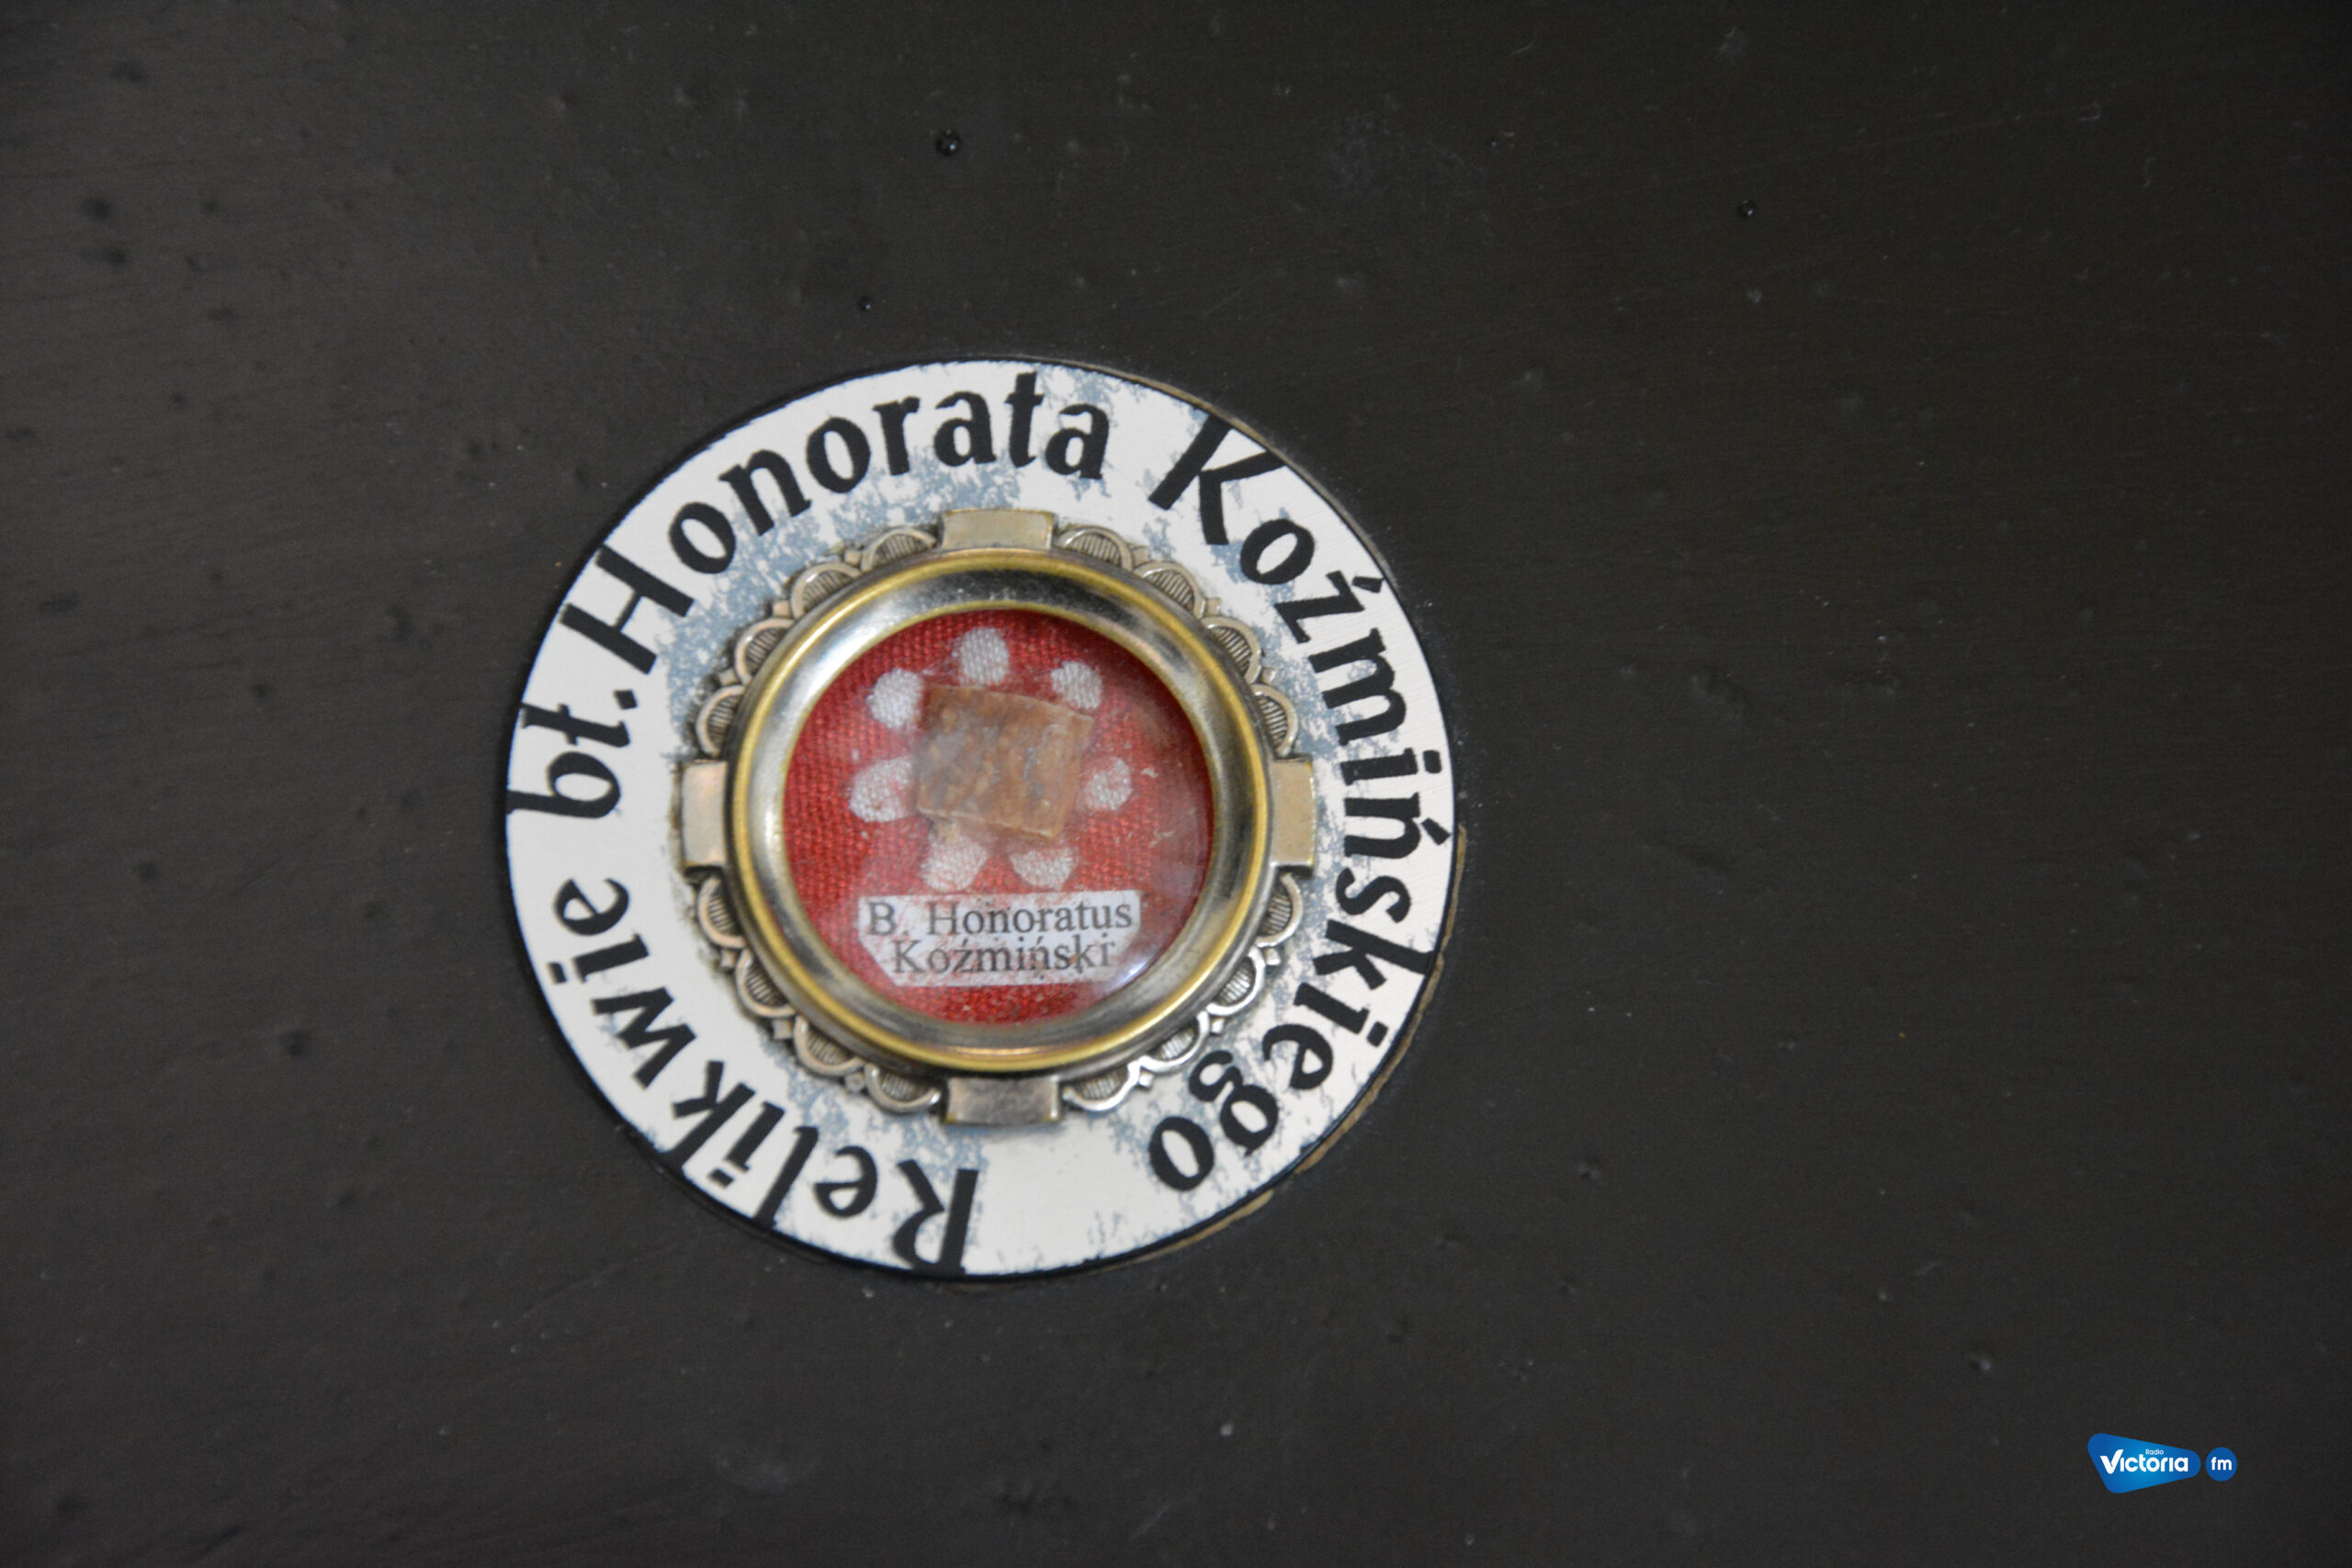 Relikwie bł. Honorata Koźmińskiego
B. Honoratus
Koźmiński
Radio
Victoria fm